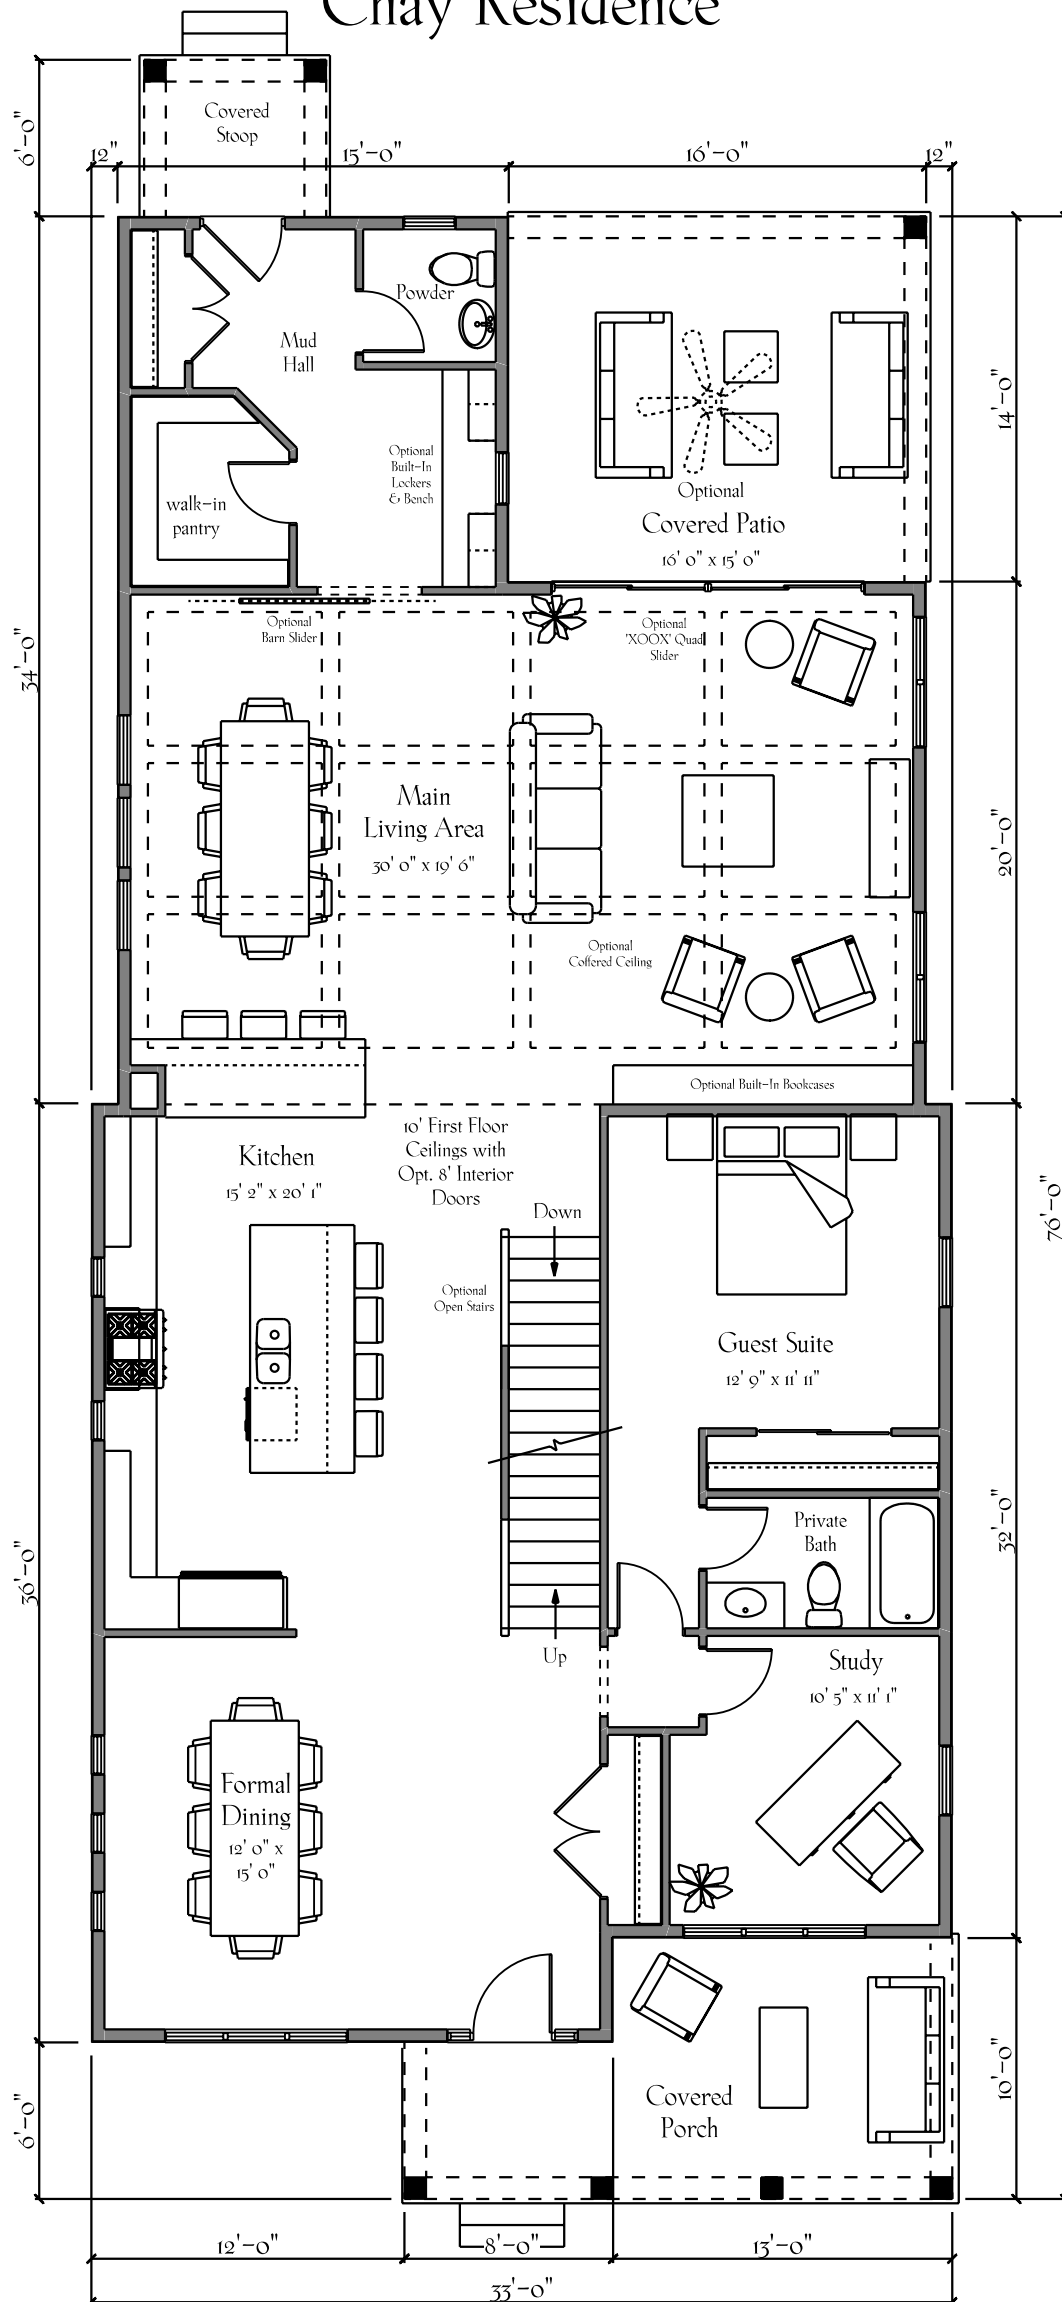 Chay Residence
Covered
Stoop
6'-0"
12"
15'-0"
16'-0"
12"
Powder
Mud
Hall
14'-0"
Optional
Built-In
Lockers
& Bench
walk-in
pantry
Optional
Covered Patio
16' 0" x 15' 0"
Optional
Barn Slider
Optional
'XOOX' Quad
Slider
34'-0"
Main
Living Area
30' 0" x 19' 6"
20'-0"
Optional
Coffered Ceiling
Optional Built-In Bookcases
Kitchen
15' 2" x 20' 1"
10' First Floor
Ceilings with
Opt. 8' Interior
Doors
Down
76'-0"
Optional
Open Stairs
Guest Suite
12' 9" x 11' 11"
Private
Bath
32'-0"
36'-0"
Up
Study
10' 5" x 11' 1"
Formal
Dining
12' 0" x
15' 0"
Covered
Porch
6'-0"
10'-0"
12'-0"
8'-0"
13'-0"
33'-0"